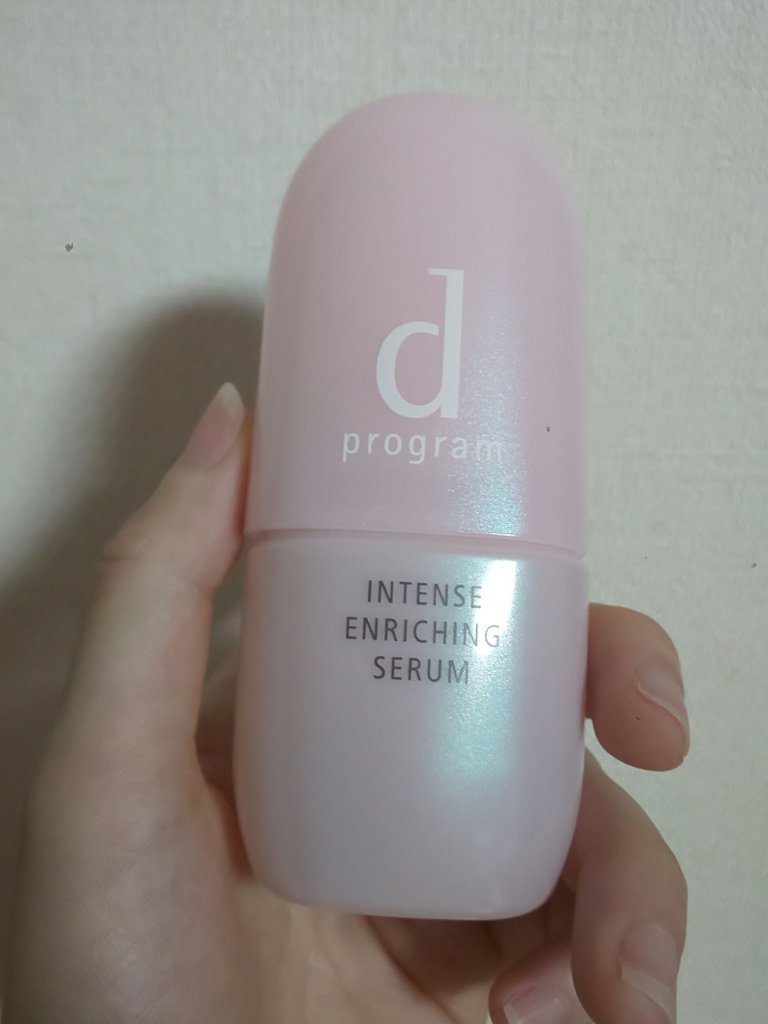 d
program
INTENSE
ENRICHING
SERUM